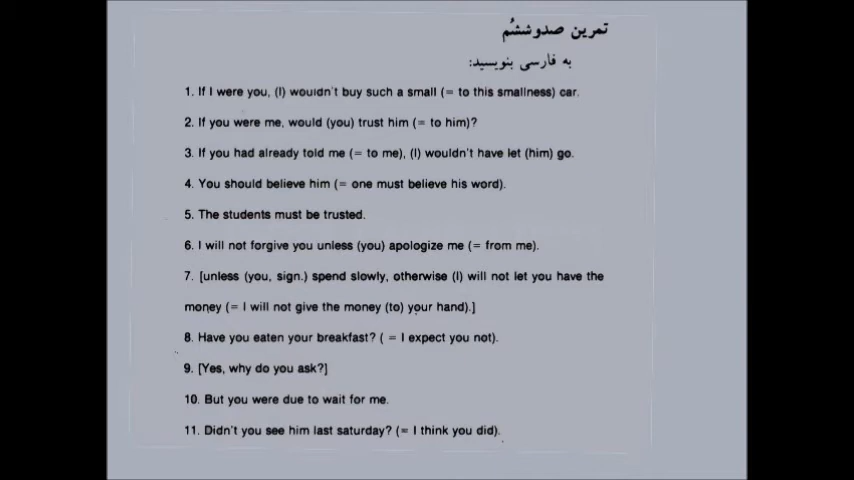 تمرین صدوششُم
به فارسی بنویسید:
1. If I were you, (I) wouldn't buy such a small (= to this smallness) car.
2. If you were me, would (you) trust him (= to him)?
3. If you had already told me (= to me), (I) wouldn't have let (him) go.
4. You should believe him (= one must believe his word).
5. The students must be trusted.
6. I will not forgive you unless (you) apologize me (= from me).
7. [unless (you, sign.) spend slowly, otherwise (I) will not let you have the
money (= I will not give the money (to) your hand).]
8. Have you eaten your breakfast? ( = I expect you not).
9. [Yes, why do you ask?]
10. But you were due to wait for me.
11. Didn't you see him last saturday? (= I think you did).